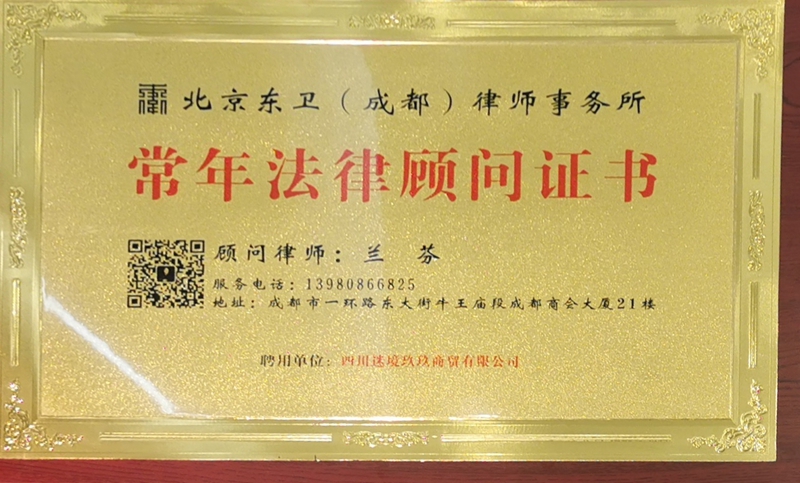 北京东卫（成都）律师事务所
常年法律顾问证书
顾问律师：兰 芬
服务电话：13980866825
地址：成都市一环路东大街牛王庙段成都商会大厦21楼
聘用单位：四川迷境玖玖商贸有限公司